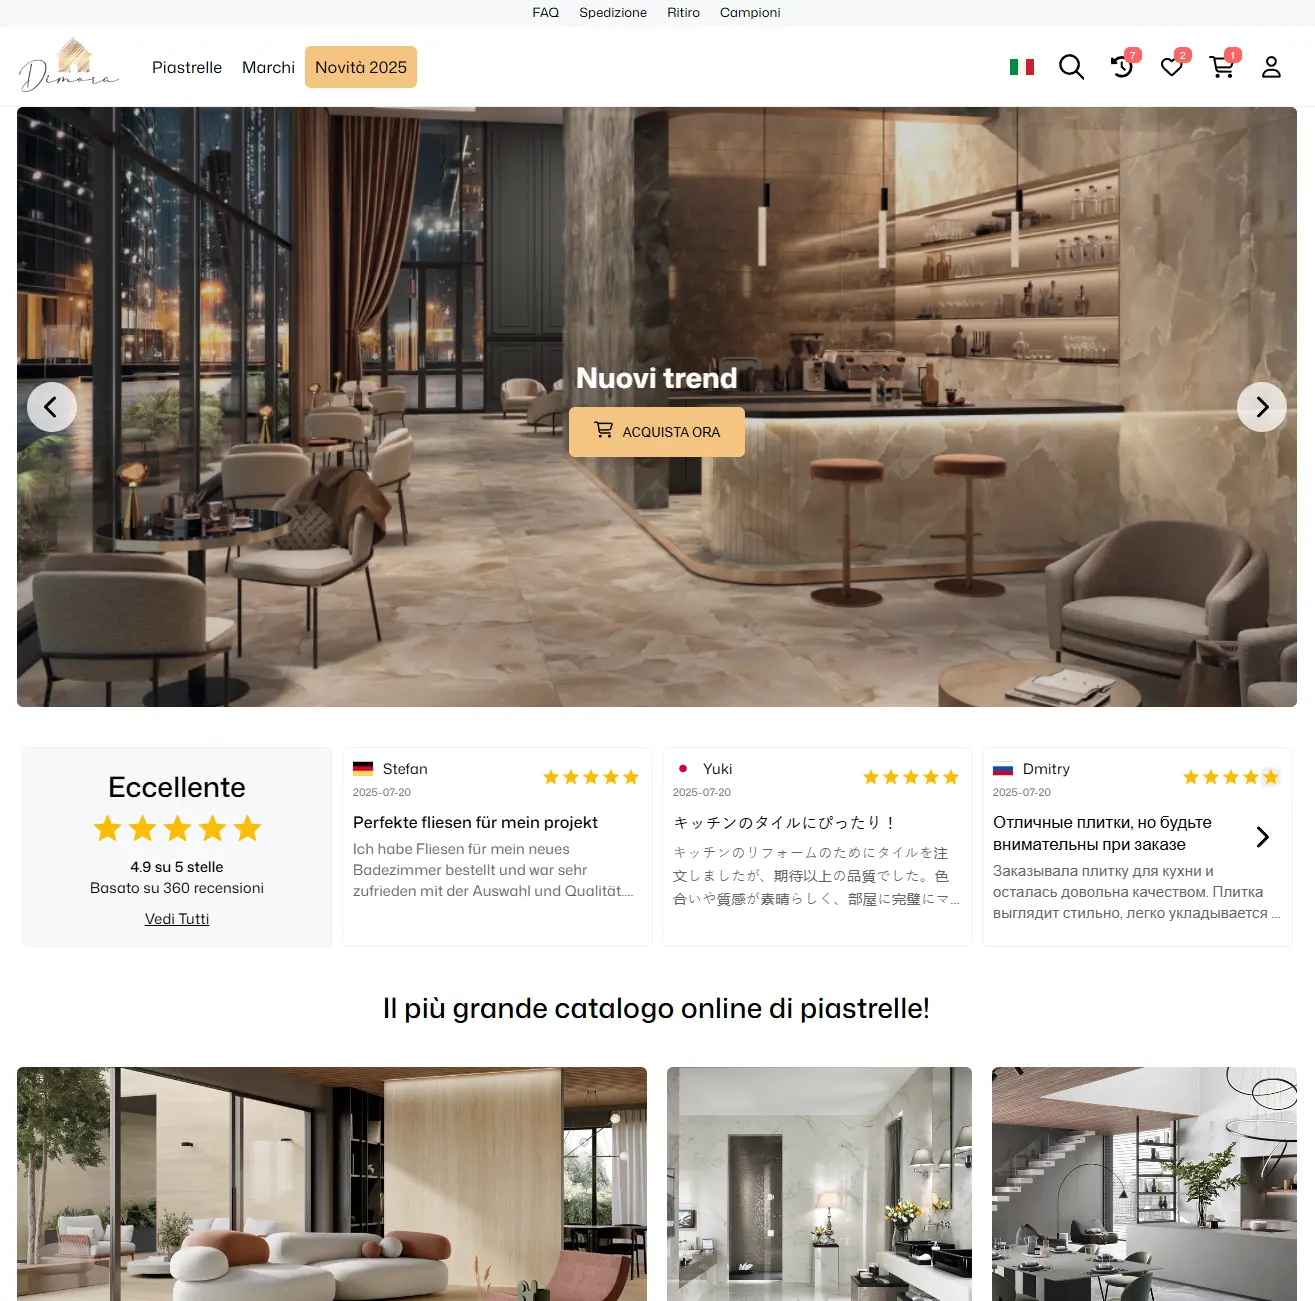 FAQ Spedizione Ritiro Campioni
Dimora
Piastrelle Marchi Novità 2025
7 2 1
Nuovi trend
ACQUISTA ORA
Eccellente
4.9 su 5 stelle
Basato su 360 recensioni
Vedi Tutti
Stefan
2025-07-20
Perfekte fliesen für mein projekt
Ich habe Fliesen für mein neues
Badezimmer bestellt und war sehr
zufrieden mit der Auswahl und Qualität....
Yuki
2025-07-20
キッチンのタイルにぴったり！
キッチンのリフォームのためにタイルを注
文しましたが、期待以上の品質でした。色
合いや質感が素晴らしく、部屋に完璧にマ...
Dmitry
2025-07-20
Отличные плитки, но будьте
внимательны при заказе
Заказывала плитку для кухни и
осталась довольна качеством. Плитка
выглядит стильно, легко укладывается ...
Il più grande catalogo online di piastrelle!